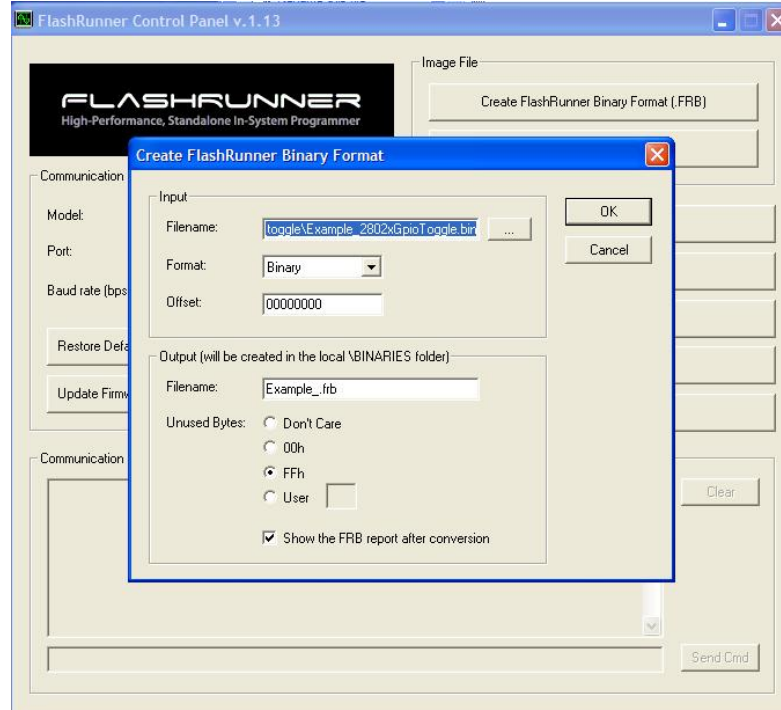 FlashRunner Control Panel v.1.13
FLASHRUNNER
High-Performance, Standalone In-System Programmer
Image File
Create FlashRunner Binary Format (.FRB)
Create FlashRunner Binary Format
Communication
Model:
Port:
Baud rate (bps
Restore Defa
Update Firmw
Input
Filename:
toggle\Example_2802xGpioToggle.bin
...
Format:
Binary
Offset:
00000000
OK
Cancel
Output (will be created in the local \BINARIES folder)
Filename:
Example_.frb
Unused Bytes:
Don't Care
00h
FFh
User
Show the FRB report after conversion
Communication
Clear
Send Cmd